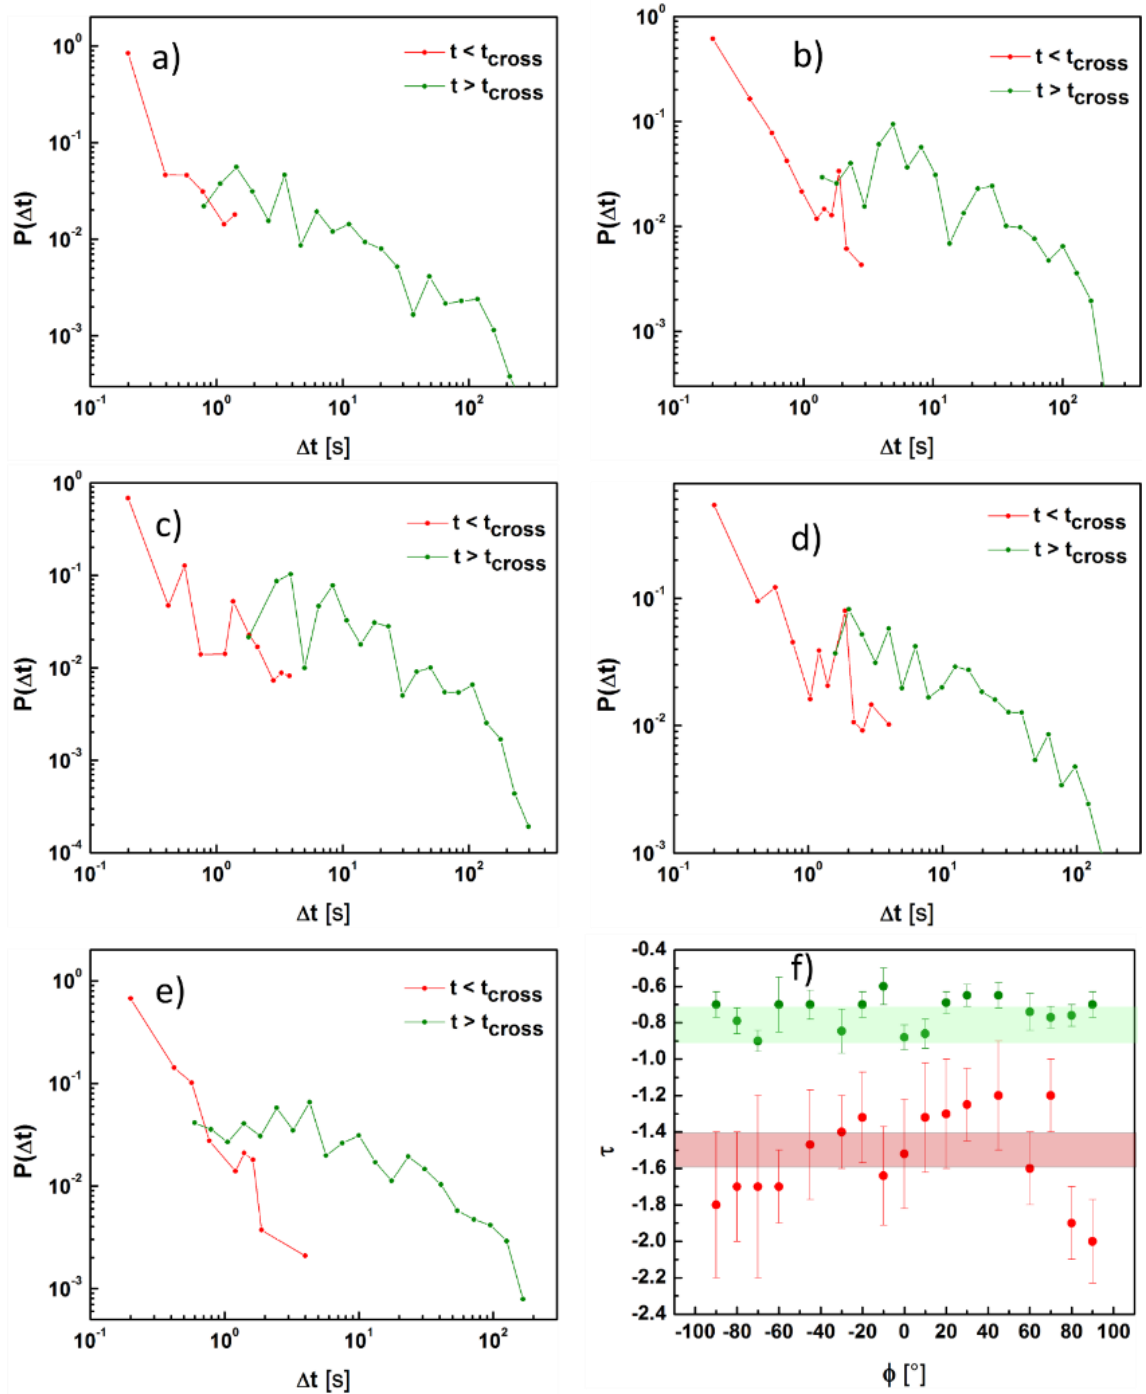 a)
t < tcross
t > tcross
10^0
10^-1
10^-2
10^-3
P(Δt)
10^-1 10^0 10^1 10^2
Δt [s]
b)
t < tcross
t > tcross
10^0
10^-1
10^-2
10^-3
P(Δt)
10^-1 10^0 10^1 10^2
Δt [s]
c)
t < tcross
t > tcross
10^0
10^-1
10^-2
10^-3
10^-4
P(Δt)
10^-1 10^0 10^1 10^2
Δt [s]
d)
t < tcross
t > tcross
10^-1
10^-2
10^-3
P(Δt)
10^-1 10^0 10^1 10^2
Δt [s]
e)
t < tcross
t > tcross
10^0
10^-1
10^-2
10^-3
P(Δt)
10^-1 10^0 10^1 10^2
Δt [s]
f)
-0.4
-0.6
-0.8
-1.0
-1.2
-1.4
-1.6
-1.8
-2.0
-2.2
-2.4
τ
-100 -80 -60 -40 -20 0 20 40 60 80 100
ϕ [°]